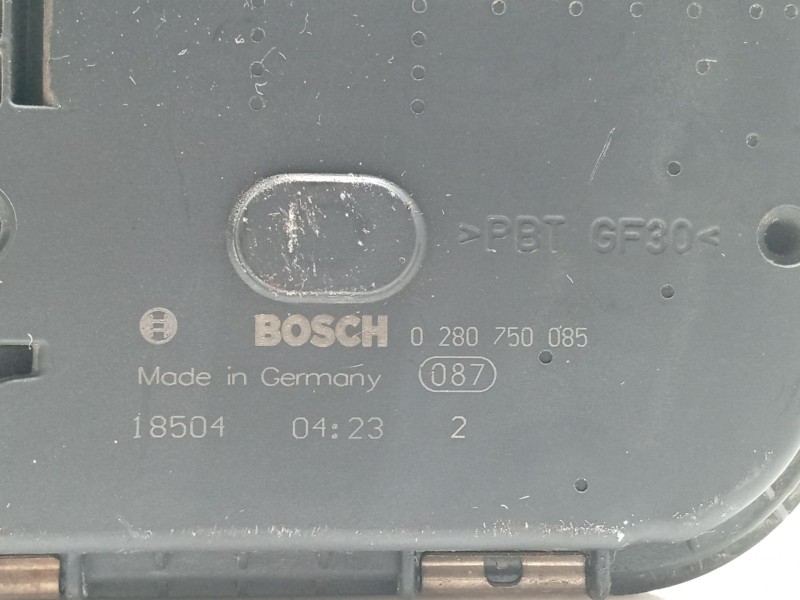 >PBT GF30<
BOSCH 0 280 750 085
Made in Germany 087
18504 04:23 2